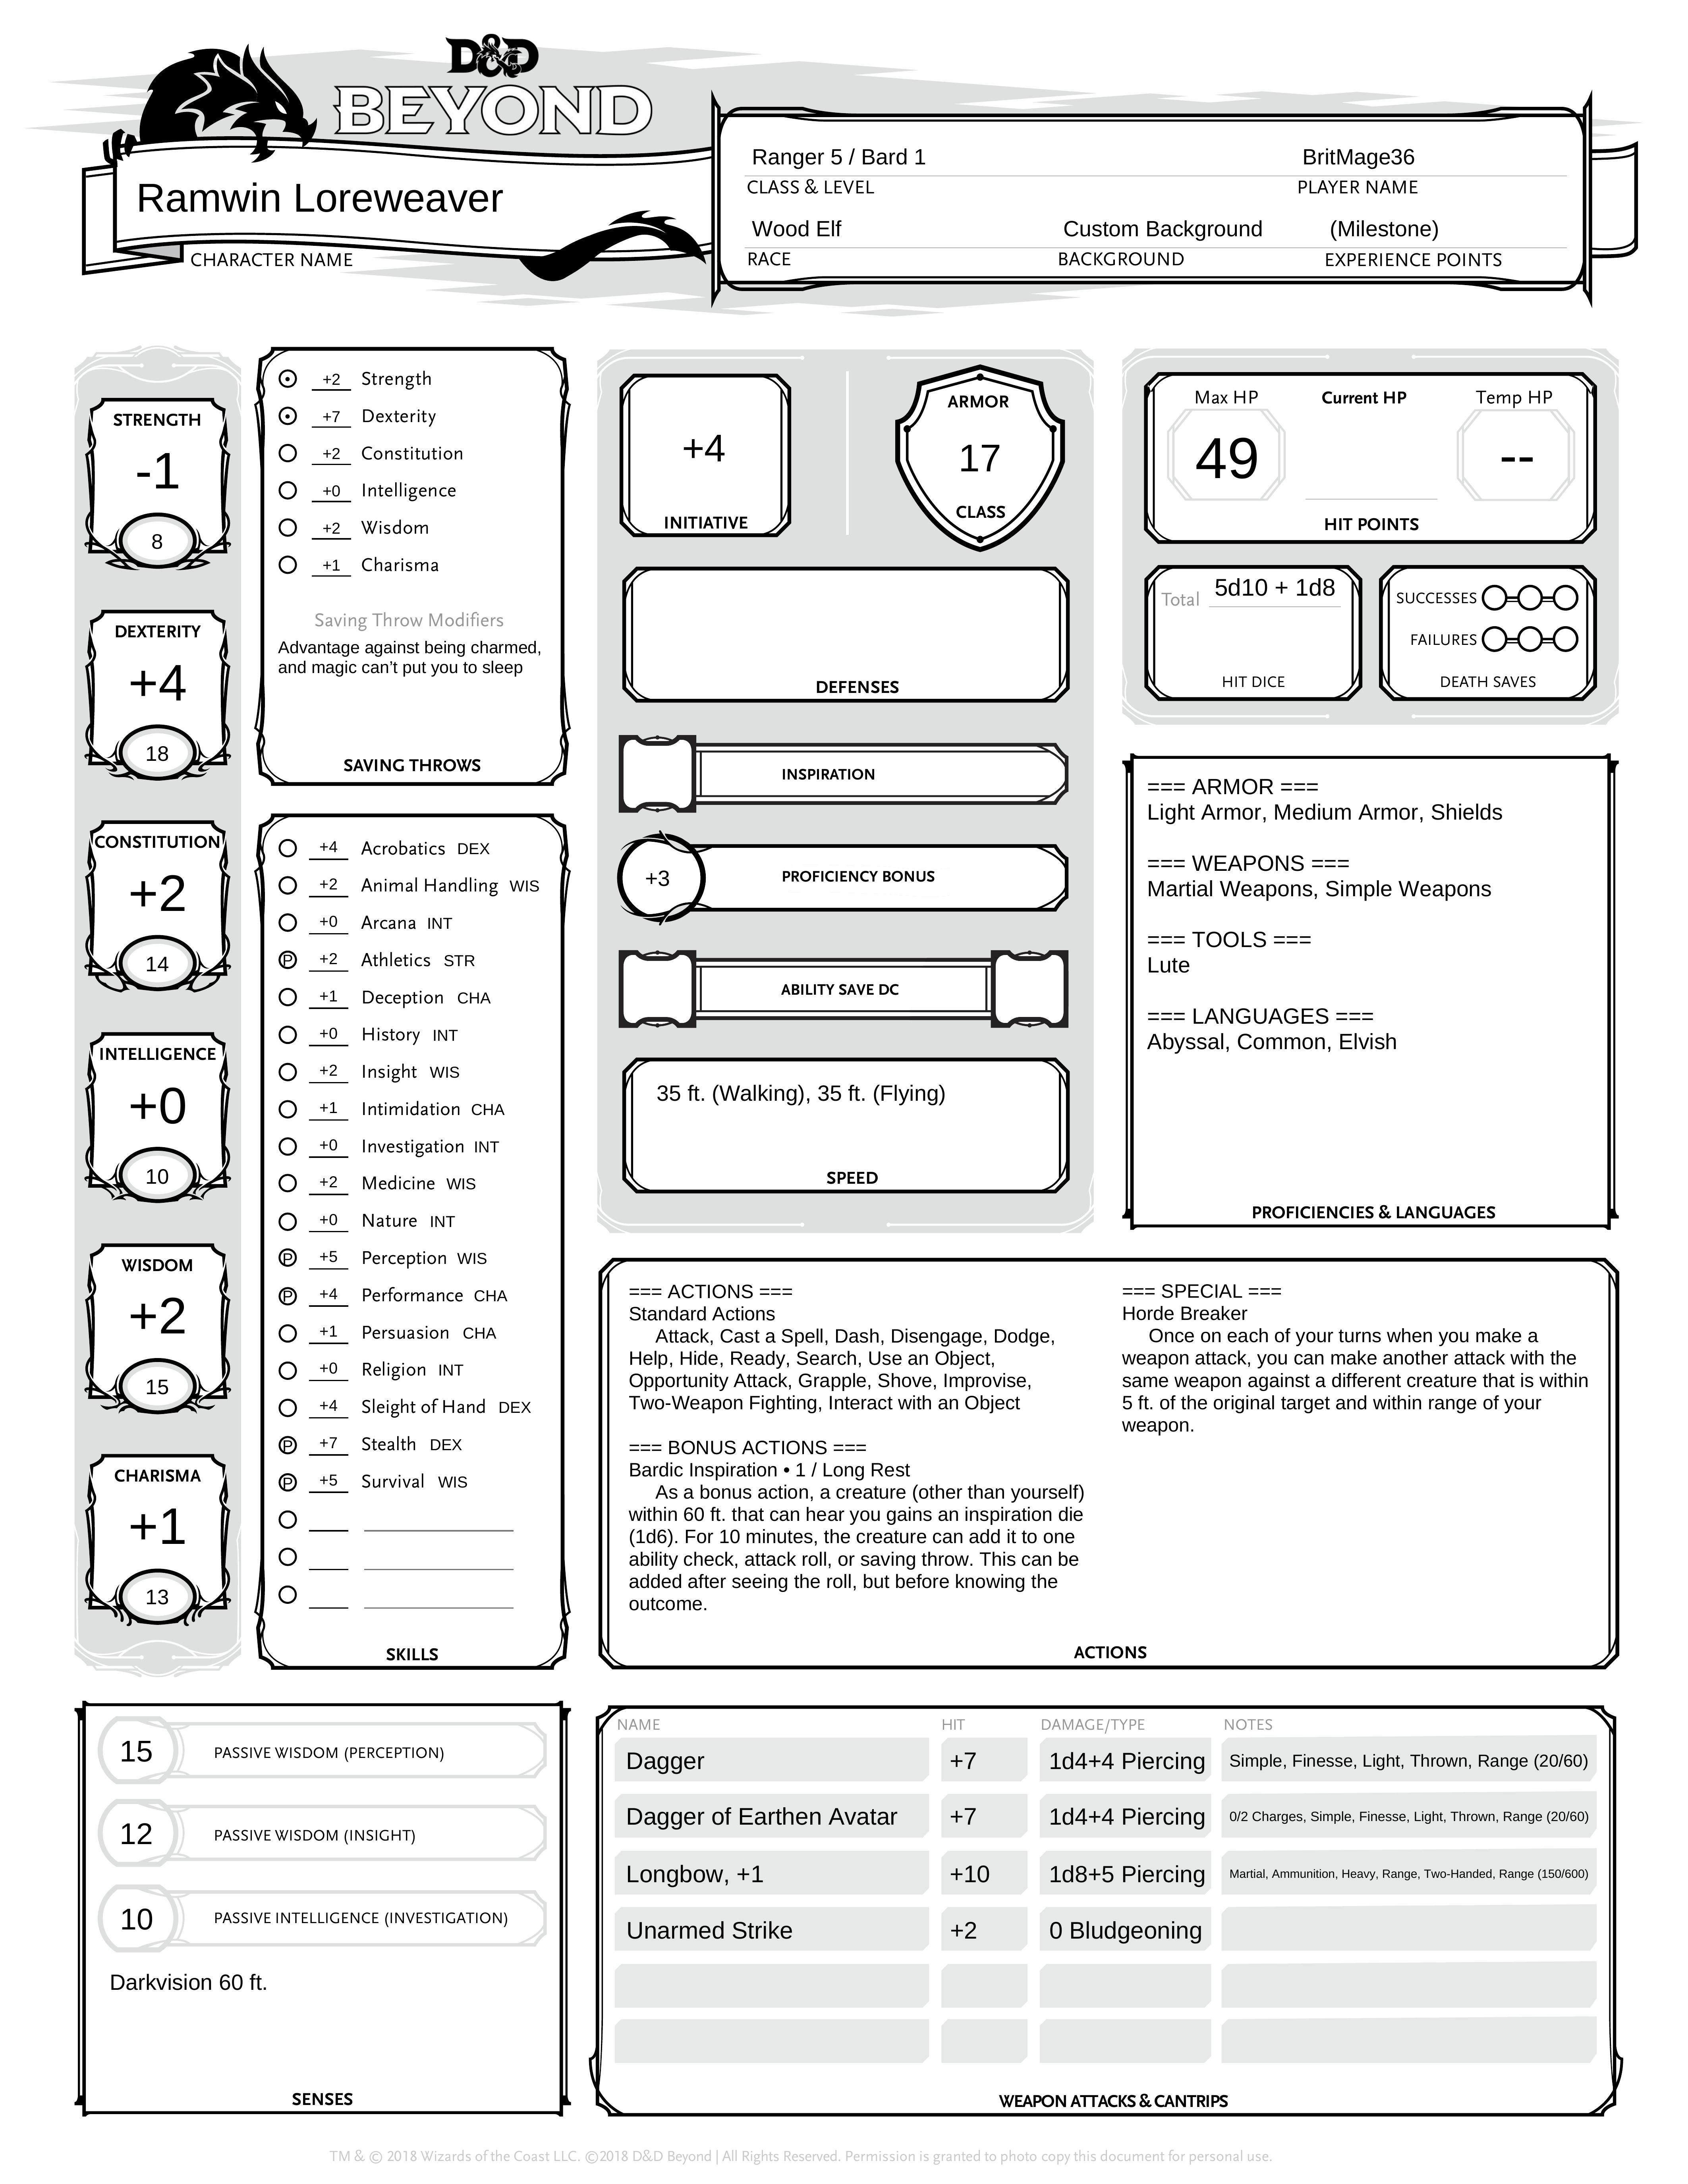 D&D
BEYOND
Ramwin Loreweaver
CHARACTER NAME
Ranger 5 / Bard 1
BritMage36
CLASS & LEVEL
PLAYER NAME
Wood Elf
Custom Background
(Milestone)
RACE
BACKGROUND
EXPERIENCE POINTS
STRENGTH
-1
8
DEXTERITY
+4
18
CONSTITUTION
+2
14
INTELLIGENCE
+0
10
WISDOM
+2
15
CHARISMA
+1
13
+2 Strength
+7 Dexterity
+2 Constitution
+0 Intelligence
+2 Wisdom
+1 Charisma
Saving Throw Modifiers
Advantage against being charmed,
and magic can't put you to sleep
SAVING THROWS
+4 Acrobatics DEX
+2 Animal Handling WIS
+0 Arcana INT
P +2 Athletics STR
+1 Deception CHA
+0 History INT
+2 Insight WIS
+1 Intimidation CHA
+0 Investigation INT
+2 Medicine WIS
+0 Nature INT
P +5 Perception WIS
P +4 Performance CHA
+1 Persuasion CHA
+0 Religion INT
+4 Sleight of Hand DEX
P +7 Stealth DEX
P +5 Survival WIS
SKILLS
+4
INITIATIVE
ARMOR
17
CLASS
DEFENSES
INSPIRATION
+3
PROFICIENCY BONUS
ABILITY SAVE DC
35 ft. (Walking), 35 ft. (Flying)
SPEED
Max HP
Current HP
Temp HP
49
--
HIT POINTS
Total 5d10 + 1d8
HIT DICE
SUCCESSES
FAILURES
DEATH SAVES
=== ARMOR ===
Light Armor, Medium Armor, Shields
=== WEAPONS ===
Martial Weapons, Simple Weapons
=== TOOLS ===
Lute
=== LANGUAGES ===
Abyssal, Common, Elvish
PROFICIENCIES & LANGUAGES
=== ACTIONS ===
Standard Actions
Attack, Cast a Spell, Dash, Disengage, Dodge,
Help, Hide, Ready, Search, Use an Object,
Opportunity Attack, Grapple, Shove, Improvise,
Two-Weapon Fighting, Interact with an Object
=== BONUS ACTIONS ===
Bardic Inspiration • 1 / Long Rest
As a bonus action, a creature (other than yourself)
within 60 ft. that can hear you gains an inspiration die
(1d6). For 10 minutes, the creature can add it to one
ability check, attack roll, or saving throw. This can be
added after seeing the roll, but before knowing the
outcome.
=== SPECIAL ===
Horde Breaker
Once on each of your turns when you make a
weapon attack, you can make another attack with the
same weapon against a different creature that is within
5 ft. of the original target and within range of your
weapon.
ACTIONS
15 PASSIVE WISDOM (PERCEPTION)
12 PASSIVE WISDOM (INSIGHT)
10 PASSIVE INTELLIGENCE (INVESTIGATION)
Darkvision 60 ft.
SENSES
NAME HIT DAMAGE/TYPE NOTES
Dagger +7 1d4+4 Piercing Simple, Finesse, Light, Thrown, Range (20/60)
Dagger of Earthen Avatar +7 1d4+4 Piercing 0/2 Charges, Simple, Finesse, Light, Thrown, Range (20/60)
Longbow, +1 +10 1d8+5 Piercing Martial, Ammunition, Heavy, Range, Two-Handed, Range (150/600)
Unarmed Strike +2 0 Bludgeoning
WEAPON ATTACKS & CANTRIPS
TM & © 2018 Wizards of the Coast LLC. ©2018 D&D Beyond | All Rights Reserved. Permission is granted to photo copy this document for personal use.